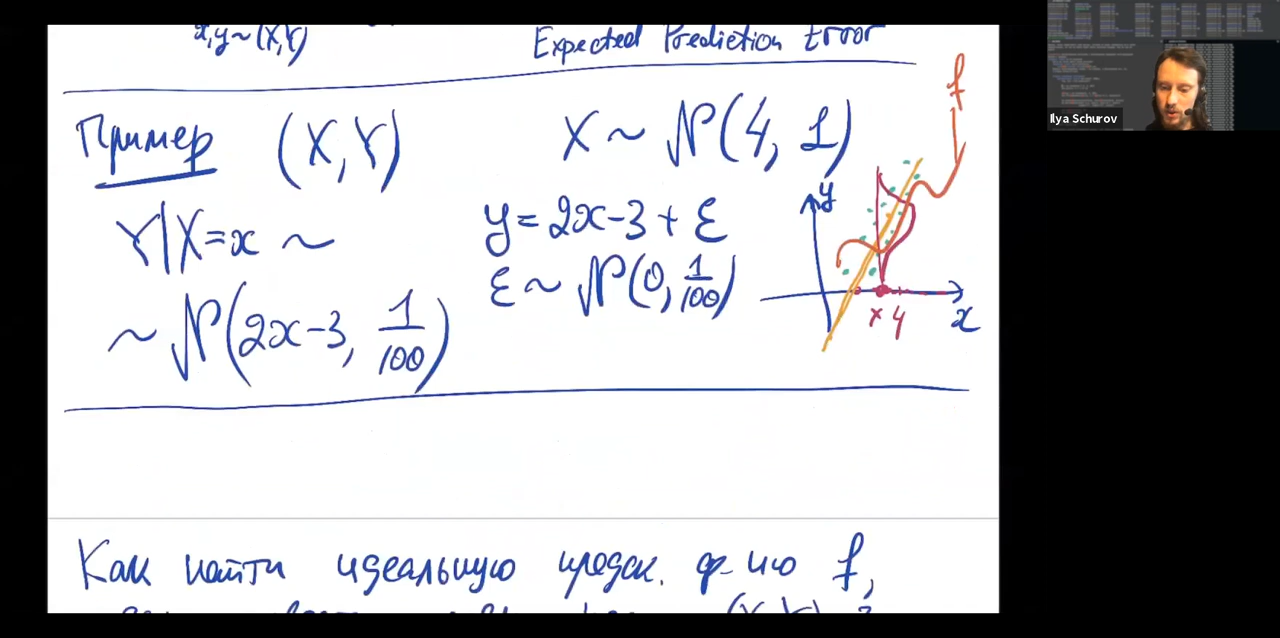 x,y ~ (X,Y)
Expected Prediction Error
Ilya Schurov
Пример (X,Y) X ~ N(4, 1)
Y|X=x ~
~ N(2x-3, 1/100)
y = 2x-3 + ε
ε ~ N(0, 1/100)
f
y
x 4
x
Как найти идеальную предск. ф-ию f,
(X,Y) ?